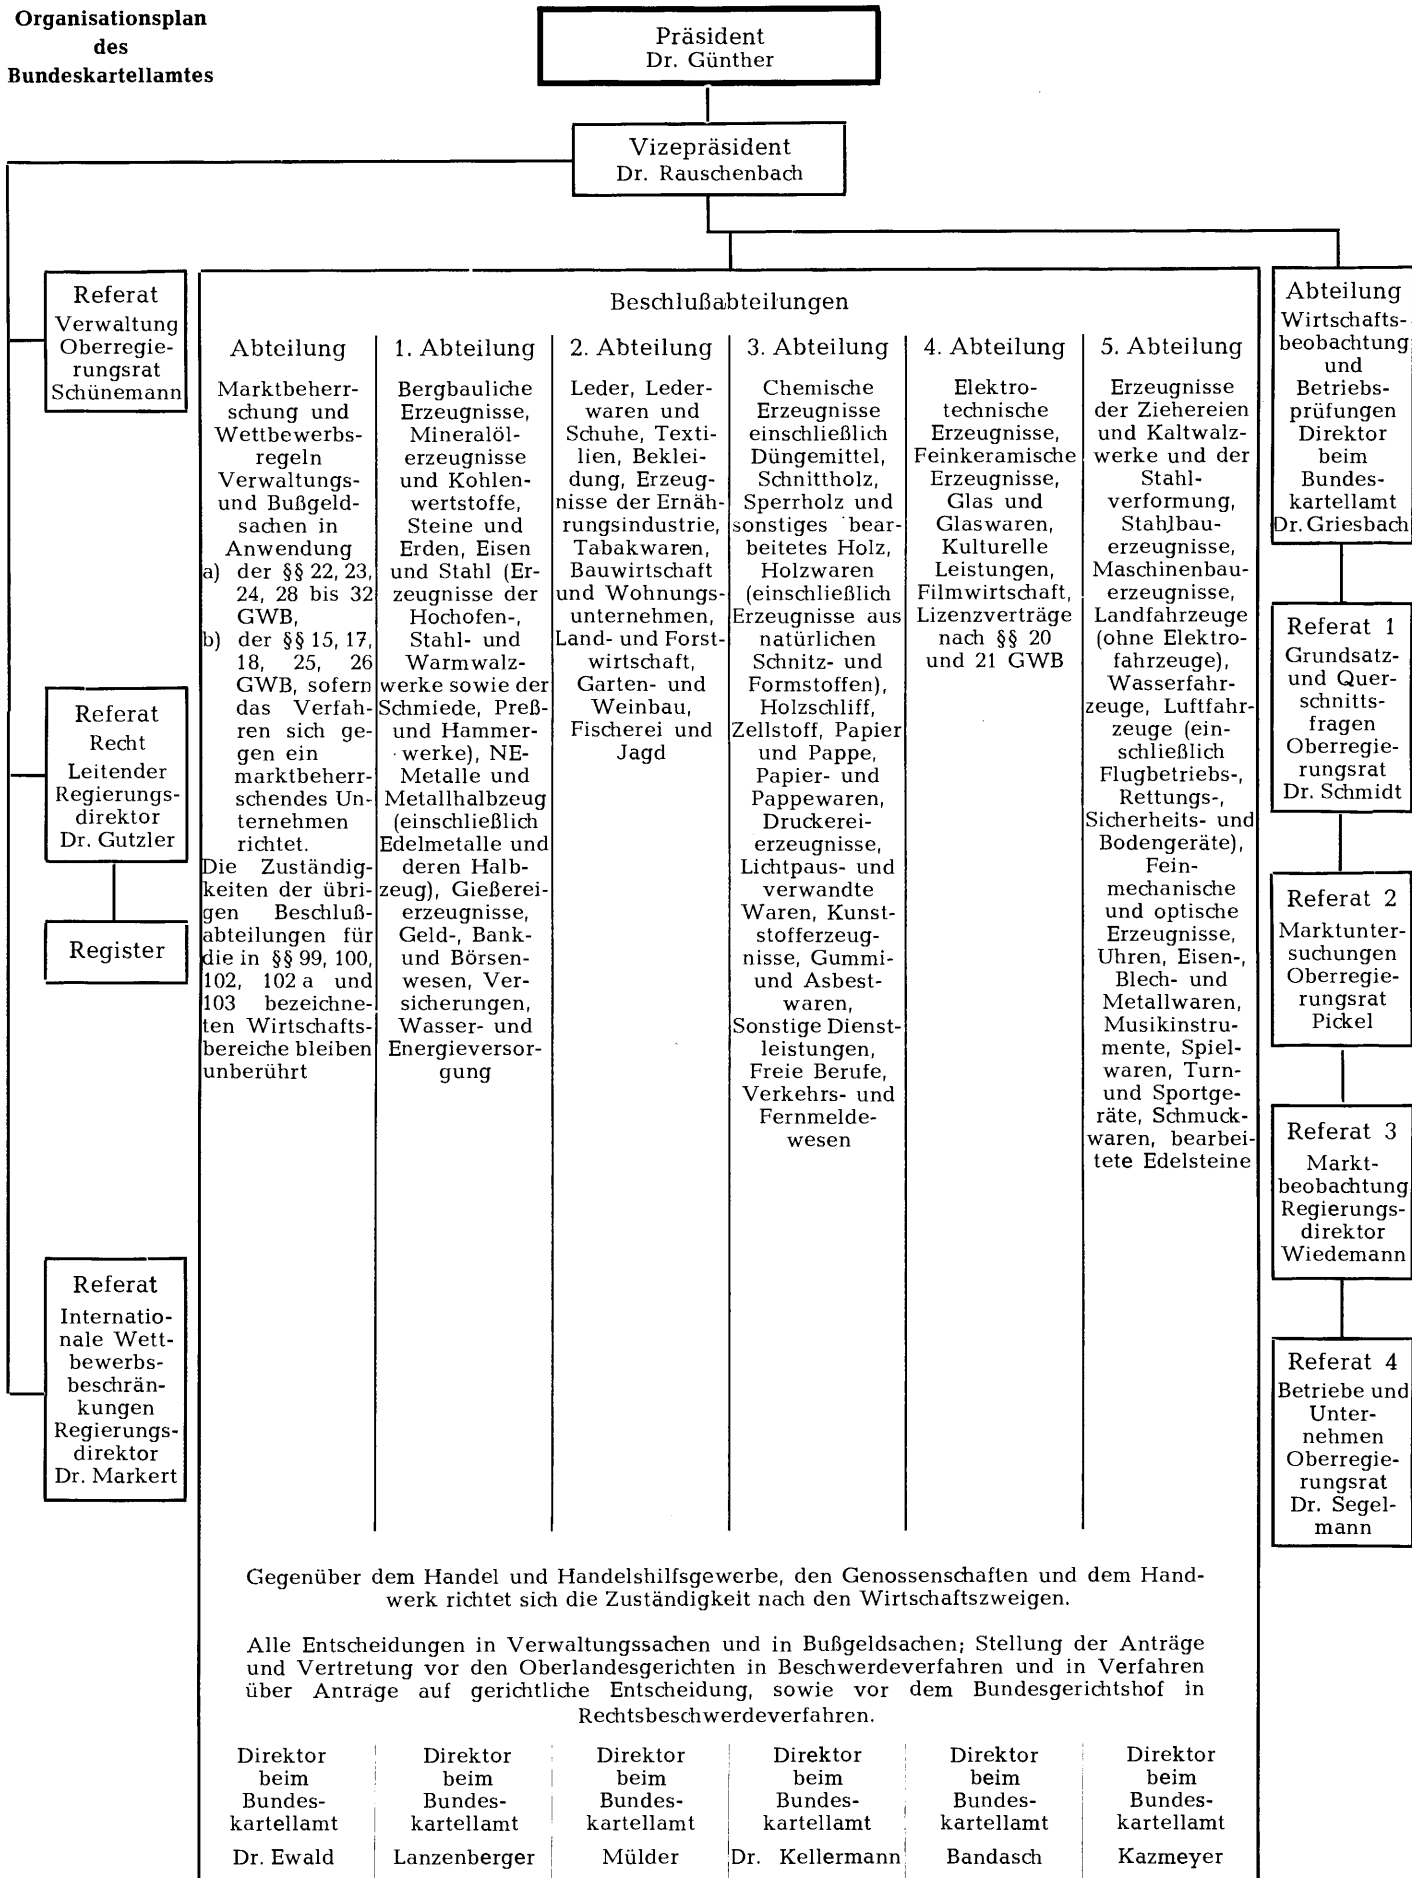 Organisationsplan
des
Bundeskartellamtes
Präsident
Dr. Günther
Vizepräsident
Dr. Rauschenbach
Referat
Verwaltung
Oberregie-
rungsrat
Schünemann
Referat
Recht
Leitender
Regierungs-
direktor
Dr. Gutzler
Register
Referat
Internatio-
nale Wett-
bewerbs-
beschrän-
kungen
Regierungs-
direktor
Dr. Markert
Beschlußabteilungen
Abteilung
Marktbeherr-
schung und
Wettbewerbs-
regeln
Verwaltungs-
und Bußgeld-
sachen in
Anwendung
a) der §§ 22, 23,
24, 28 bis 32
GWB,
b) der §§ 15, 17,
18, 25, 26
GWB, sofern
das Verfah-
ren sich ge-
gen ein
marktbeherr-
schendes Un-
ternehmen
richtet.
Die Zuständig-
keiten der übri-
gen Beschluß-
abteilungen für
die in §§ 99, 100,
102, 102 a und
103 bezeichne-
ten Wirtschafts-
bereiche bleiben
unberührt
1. Abteilung
Bergbauliche
Erzeugnisse,
Mineralöl-
erzeugnisse
und Kohlen-
wertstoffe,
Steine und
Erden, Eisen
und Stahl (Er-
zeugnisse der
Hochofen-,
Stahl- und
Warmwalz-
werke sowie der
Schmiede, Preß-
und Hammer-
werke), NE-
Metalle und
Metallhalbzeug
(einschließlich
Edelmetalle und
deren Halb-
zeug), Gießerei-
erzeugnisse,
Geld-, Bank-
und Börsen-
wesen, Ver-
sicherungen,
Wasser- und
Energieversor-
gung
2. Abteilung
Leder, Leder-
waren und
Schuhe, Texti-
lien, Beklei-
dung, Erzeug-
nisse der Ernäh-
rungsindustrie,
Tabakwaren,
Bauwirtschaft
und Wohnungs-
unternehmen,
Land- und Forst-
wirtschaft,
Garten- und
Weinbau,
Fischerei und
Jagd
3. Abteilung
Chemische
Erzeugnisse
einschließlich
Düngemittel,
Schnittholz,
Sperrholz und
sonstiges bear-
beitetes Holz,
Holzwaren
(einschließlich
Erzeugnisse aus
natürlichen
Schnitz- und
Formstoffen),
Holzschliff,
Zellstoff, Papier
und Pappe,
Papier- und
Pappewaren,
Druckerei-
erzeugnisse,
Lichtpaus- und
verwandte
Waren, Kunst-
stofferzeug-
nisse, Gummi-
und Asbest-
waren,
Sonstige Dienst-
leistungen,
Freie Berufe,
Verkehrs- und
Fernmelde-
wesen
4. Abteilung
Elektro-
technische
Erzeugnisse,
Feinkeramische
Erzeugnisse,
Glas und
Glaswaren,
Kulturelle
Leistungen,
Filmwirtschaft,
Lizenzverträge
nach §§ 20
und 21 GWB
5. Abteilung
Erzeugnisse
der Ziehereien
und Kaltwalz-
werke und der
Stahl-
verformung,
Stahlbau-
erzeugnisse,
Maschinenbau-
erzeugnisse,
Landfahrzeuge
(ohne Elektro-
fahrzeuge),
Wasserfahr-
zeuge, Luftfahr-
zeuge (ein-
schließlich
Flugbetriebs-,
Rettungs-,
Sicherheits- und
Bodengeräte),
Fein-
mechanische
und optische
Erzeugnisse,
Uhren, Eisen-,
Blech- und
Metallwaren,
Musikinstru-
mente, Spiel-
waren, Turn-
und Sportge-
räte, Schmuck-
waren, bearbei-
tete Edelsteine
Gegenüber dem Handel und Handelshilfsgewerbe, den Genossenschaften und dem Hand-
werk richtet sich die Zuständigkeit nach den Wirtschaftszweigen.
Alle Entscheidungen in Verwaltungssachen und in Bußgeldsachen; Stellung der Anträge
und Vertretung vor den Oberlandesgerichten in Beschwerdeverfahren und in Verfahren
über Anträge auf gerichtliche Entscheidung, sowie vor dem Bundesgerichtshof in
Rechtsbeschwerdeverfahren.
Direktor
beim
Bundes-
kartellamt
Dr. Ewald
Direktor
beim
Bundes-
kartellamt
Lanzenberger
Direktor
beim
Bundes-
kartellamt
Mülder
Direktor
beim
Bundes-
kartellamt
Dr. Kellermann
Direktor
beim
Bundes-
kartellamt
Bandasch
Direktor
beim
Bundes-
kartellamt
Kazmeyer
Abteilung
Wirtschafts-
beobachtung
und
Betriebs-
prüfungen
Direktor
beim
Bundes-
kartellamt
Dr. Griesbach
Referat 1
Grundsatz-
und Quer-
schnitts-
fragen
Oberregie-
rungsrat
Dr. Schmidt
Referat 2
Marktunter-
suchungen
Oberregie-
rungsrat
Pickel
Referat 3
Markt-
beobachtung
Regierungs-
direktor
Wiedemann
Referat 4
Betriebe und
Unter-
nehmen
Oberregie-
rungsrat
Dr. Segel-
mann